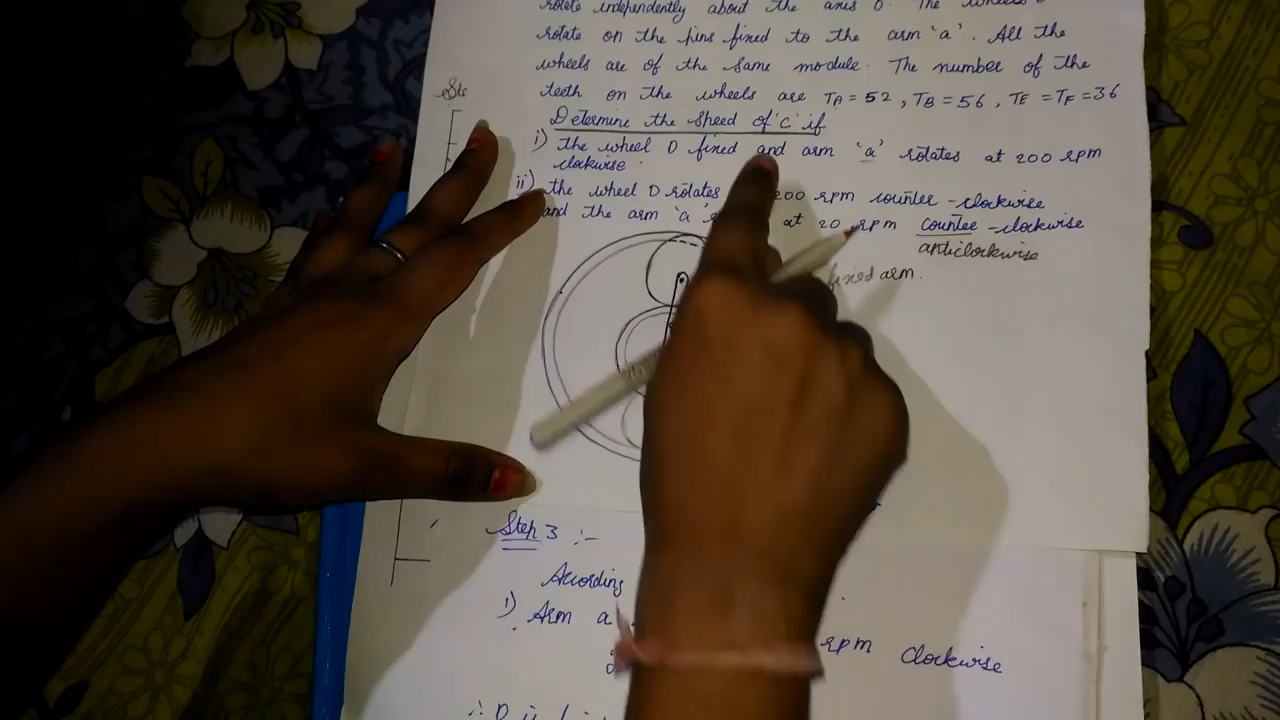 rotate independently about the axis O. The wheels
rotate on the pins fixed to the arm 'a'. All the
wheels are of the same module. The number of the
teeth on the wheels are TA = 52, TB = 56, TE = TF = 36
Determine the speed of 'C' if
i) the wheel D fixed and arm 'a' rotates at 200 rpm
clockwise.
ii) the wheel D rotates 200 rpm counter-clockwise
and the arm 'a' at 20 rpm counter-clockwise
anticlockwise
fixed arm.
Step 3 :-
According
1) Arm a
rpm clockwise
∴ D is